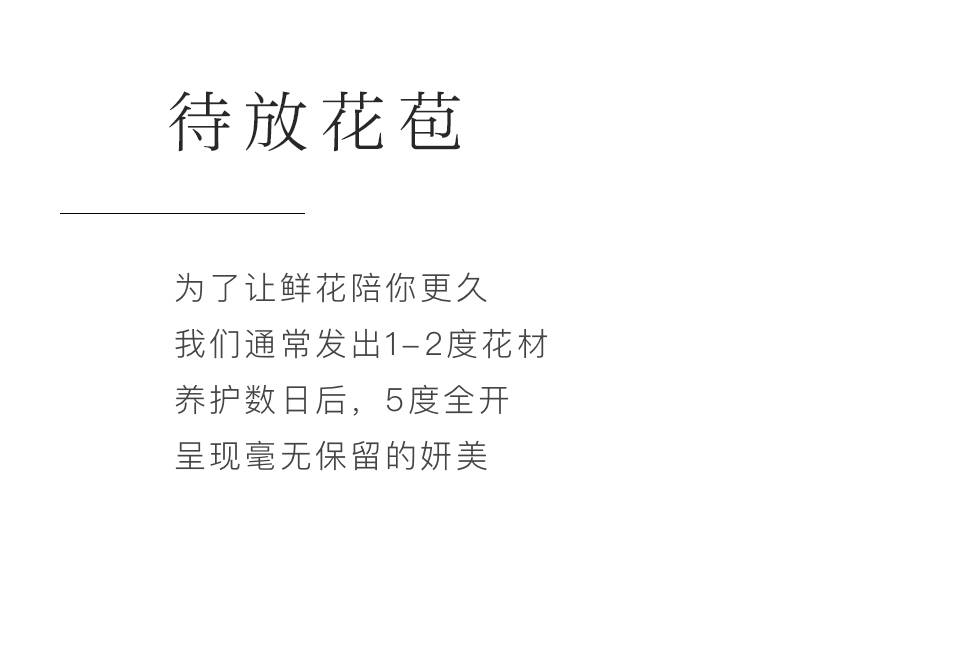 待放花苞
为了让鲜花陪你更久
我们通常发出1-2度花材
养护数日后，5度全开
呈现毫无保留的妍美